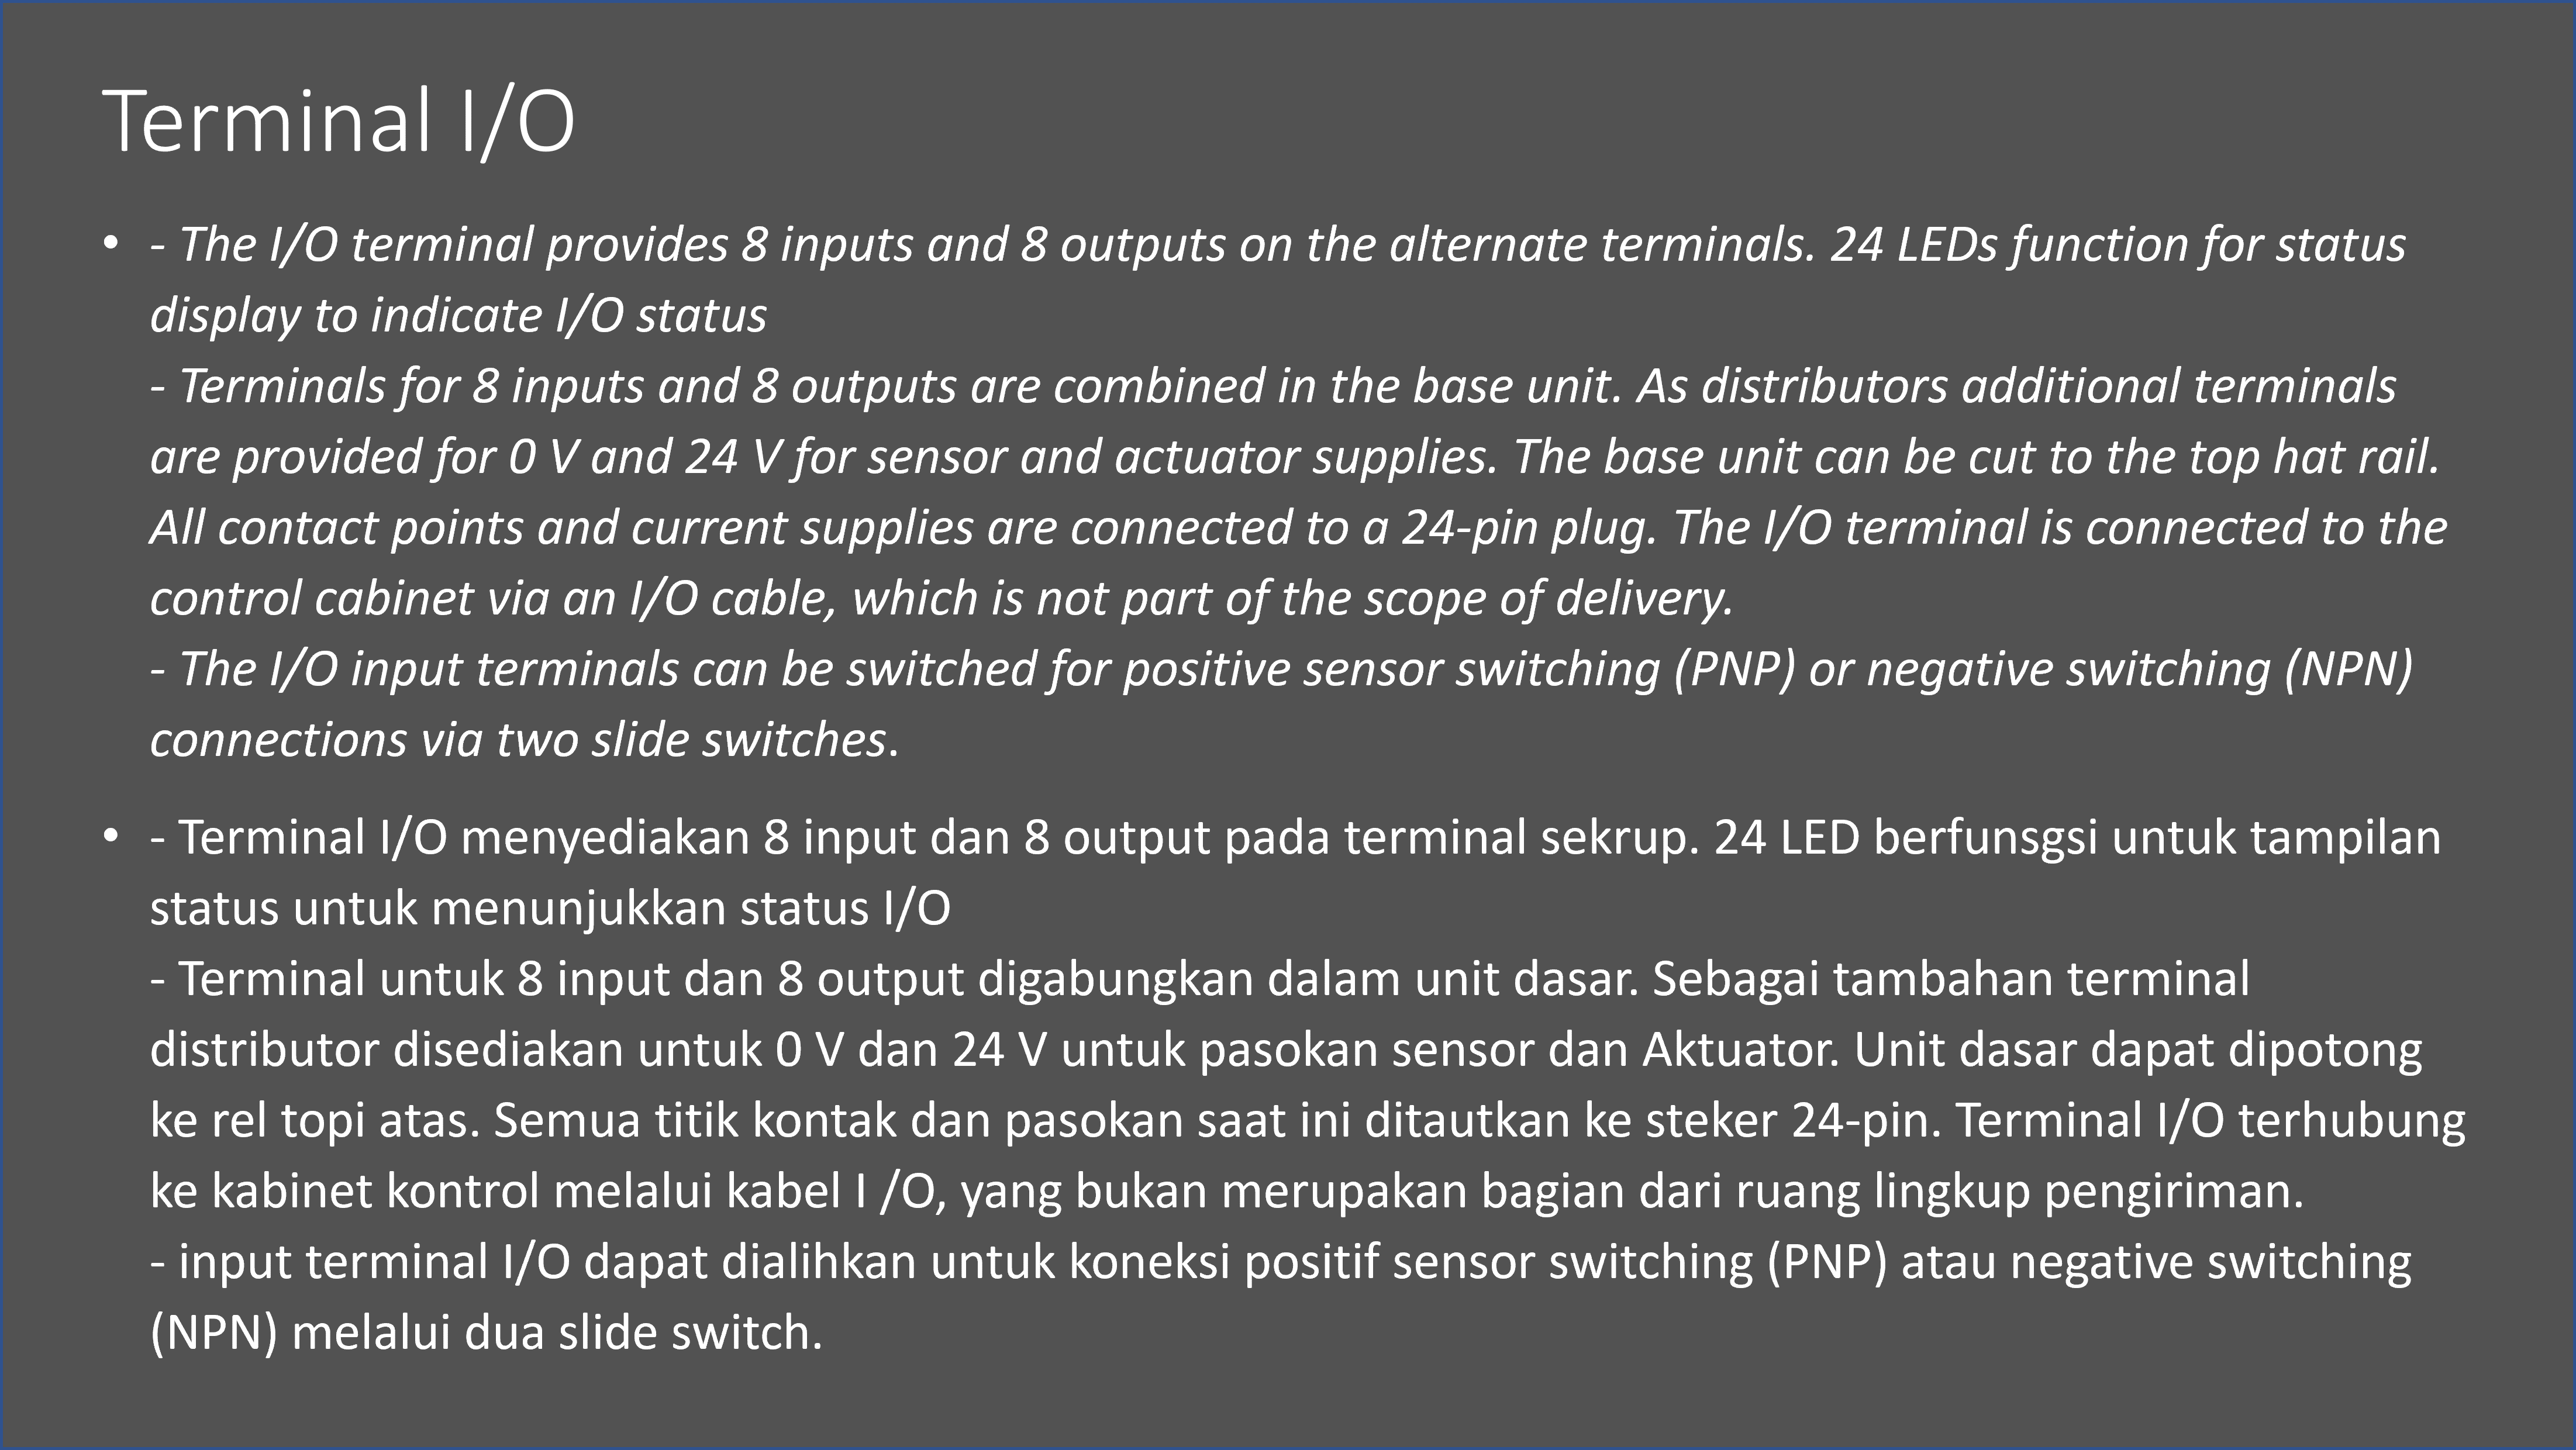 Terminal I/O
• - The I/O terminal provides 8 inputs and 8 outputs on the alternate terminals. 24 LEDs function for status
display to indicate I/O status
- Terminals for 8 inputs and 8 outputs are combined in the base unit. As distributors additional terminals
are provided for 0 V and 24 V for sensor and actuator supplies. The base unit can be cut to the top hat rail.
All contact points and current supplies are connected to a 24-pin plug. The I/O terminal is connected to the
control cabinet via an I/O cable, which is not part of the scope of delivery.
- The I/O input terminals can be switched for positive sensor switching (PNP) or negative switching (NPN)
connections via two slide switches.
• - Terminal I/O menyediakan 8 input dan 8 output pada terminal sekrup. 24 LED berfunsgsi untuk tampilan
status untuk menunjukkan status I/O
- Terminal untuk 8 input dan 8 output digabungkan dalam unit dasar. Sebagai tambahan terminal
distributor disediakan untuk 0 V dan 24 V untuk pasokan sensor dan Aktuator. Unit dasar dapat dipotong
ke rel topi atas. Semua titik kontak dan pasokan saat ini ditautkan ke steker 24-pin. Terminal I/O terhubung
ke kabinet kontrol melalui kabel I /O, yang bukan merupakan bagian dari ruang lingkup pengiriman.
- input terminal I/O dapat dialihkan untuk koneksi positif sensor switching (PNP) atau negative switching
(NPN) melalui dua slide switch.